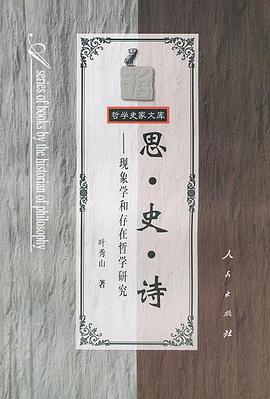 哲学史家文库
思·史·诗
——现象学和存在哲学研究
叶秀山 著
人民出版社
A series of books by the historian of philosophy